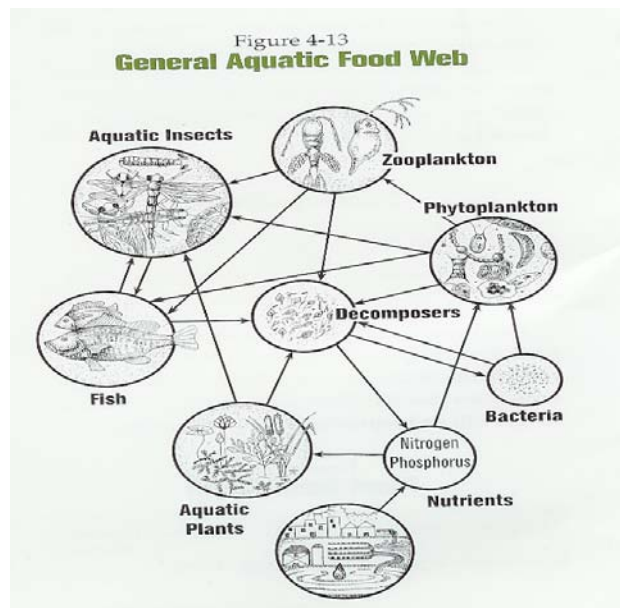 Figure 4-13
General Aquatic Food Web
Aquatic Insects
Zooplankton
Phytoplankton
Decomposers
Fish
Bacteria
Nitrogen
Phosphorus
Nutrients
Aquatic
Plants